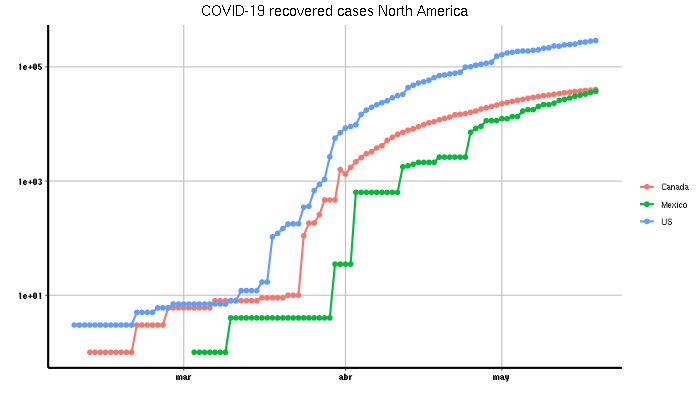 COVID-19 recovered cases North America
1e+05
1e+03
1e+01
mar
abr
may
Canada
Mexico
US